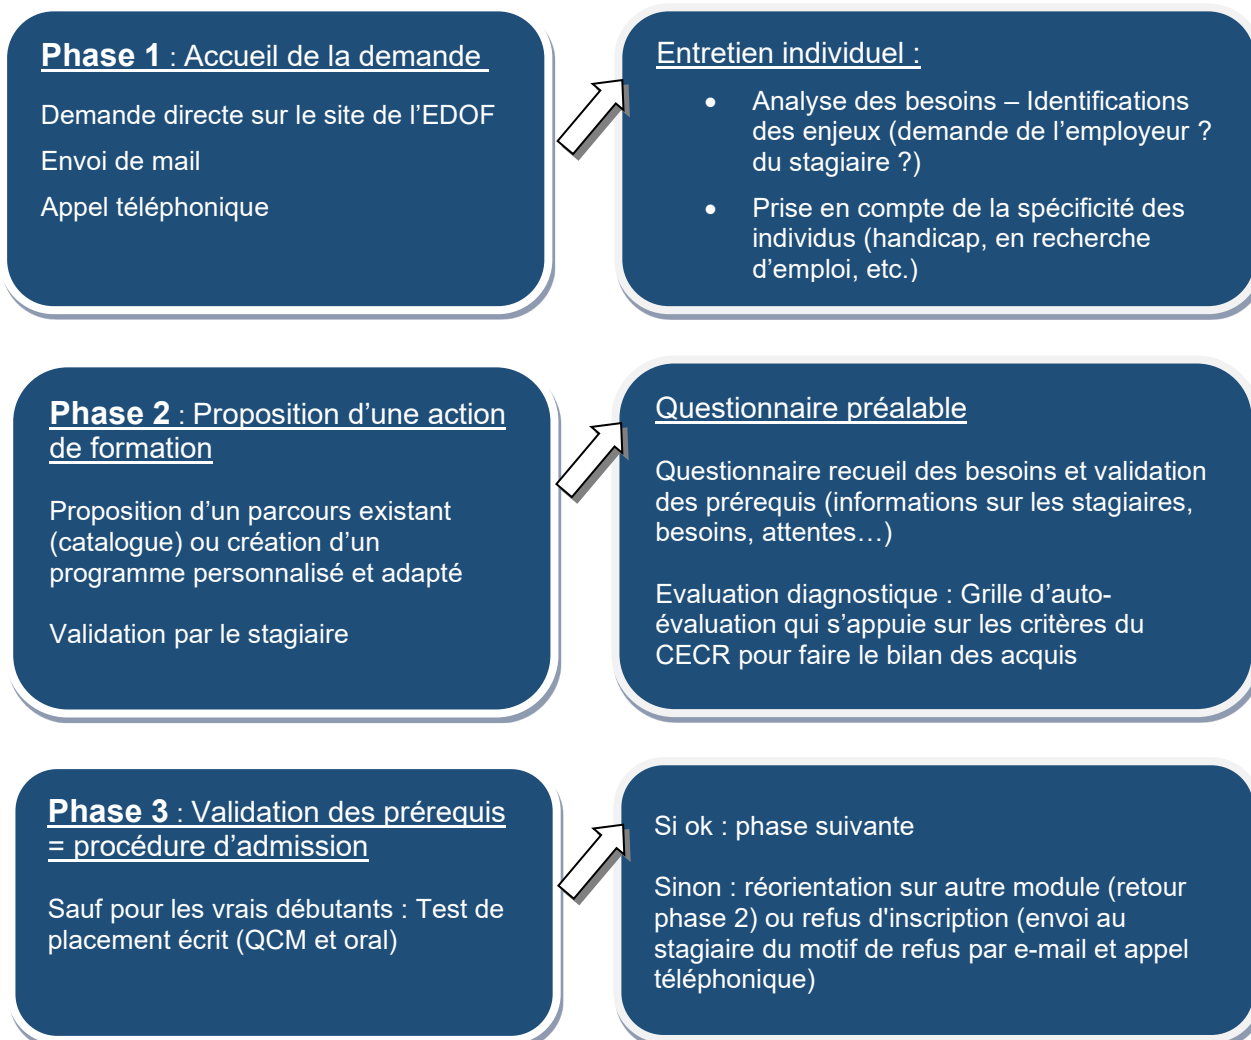 Phase 1 : Accueil de la demande
Demande directe sur le site de l’EDOF
Envoi de mail
Appel téléphonique
Entretien individuel :
• Analyse des besoins – Identifications
des enjeux (demande de l’employeur ?
du stagiaire ?)
• Prise en compte de la spécificité des
individus (handicap, en recherche
d’emploi, etc.)
Phase 2 : Proposition d’une action
de formation
Proposition d’un parcours existant
(catalogue) ou création d’un
programme personnalisé et adapté
Validation par le stagiaire
Questionnaire préalable
Questionnaire recueil des besoins et validation
des prérequis (informations sur les stagiaires,
besoins, attentes…)
Evaluation diagnostique : Grille d’auto-
évaluation qui s’appuie sur les critères du
CECR pour faire le bilan des acquis
Phase 3 : Validation des prérequis
= procédure d’admission
Sauf pour les vrais débutants : Test de
placement écrit (QCM et oral)
Si ok : phase suivante
Sinon : réorientation sur autre module (retour
phase 2) ou refus d'inscription (envoi au
stagiaire du motif de refus par e-mail et appel
téléphonique)